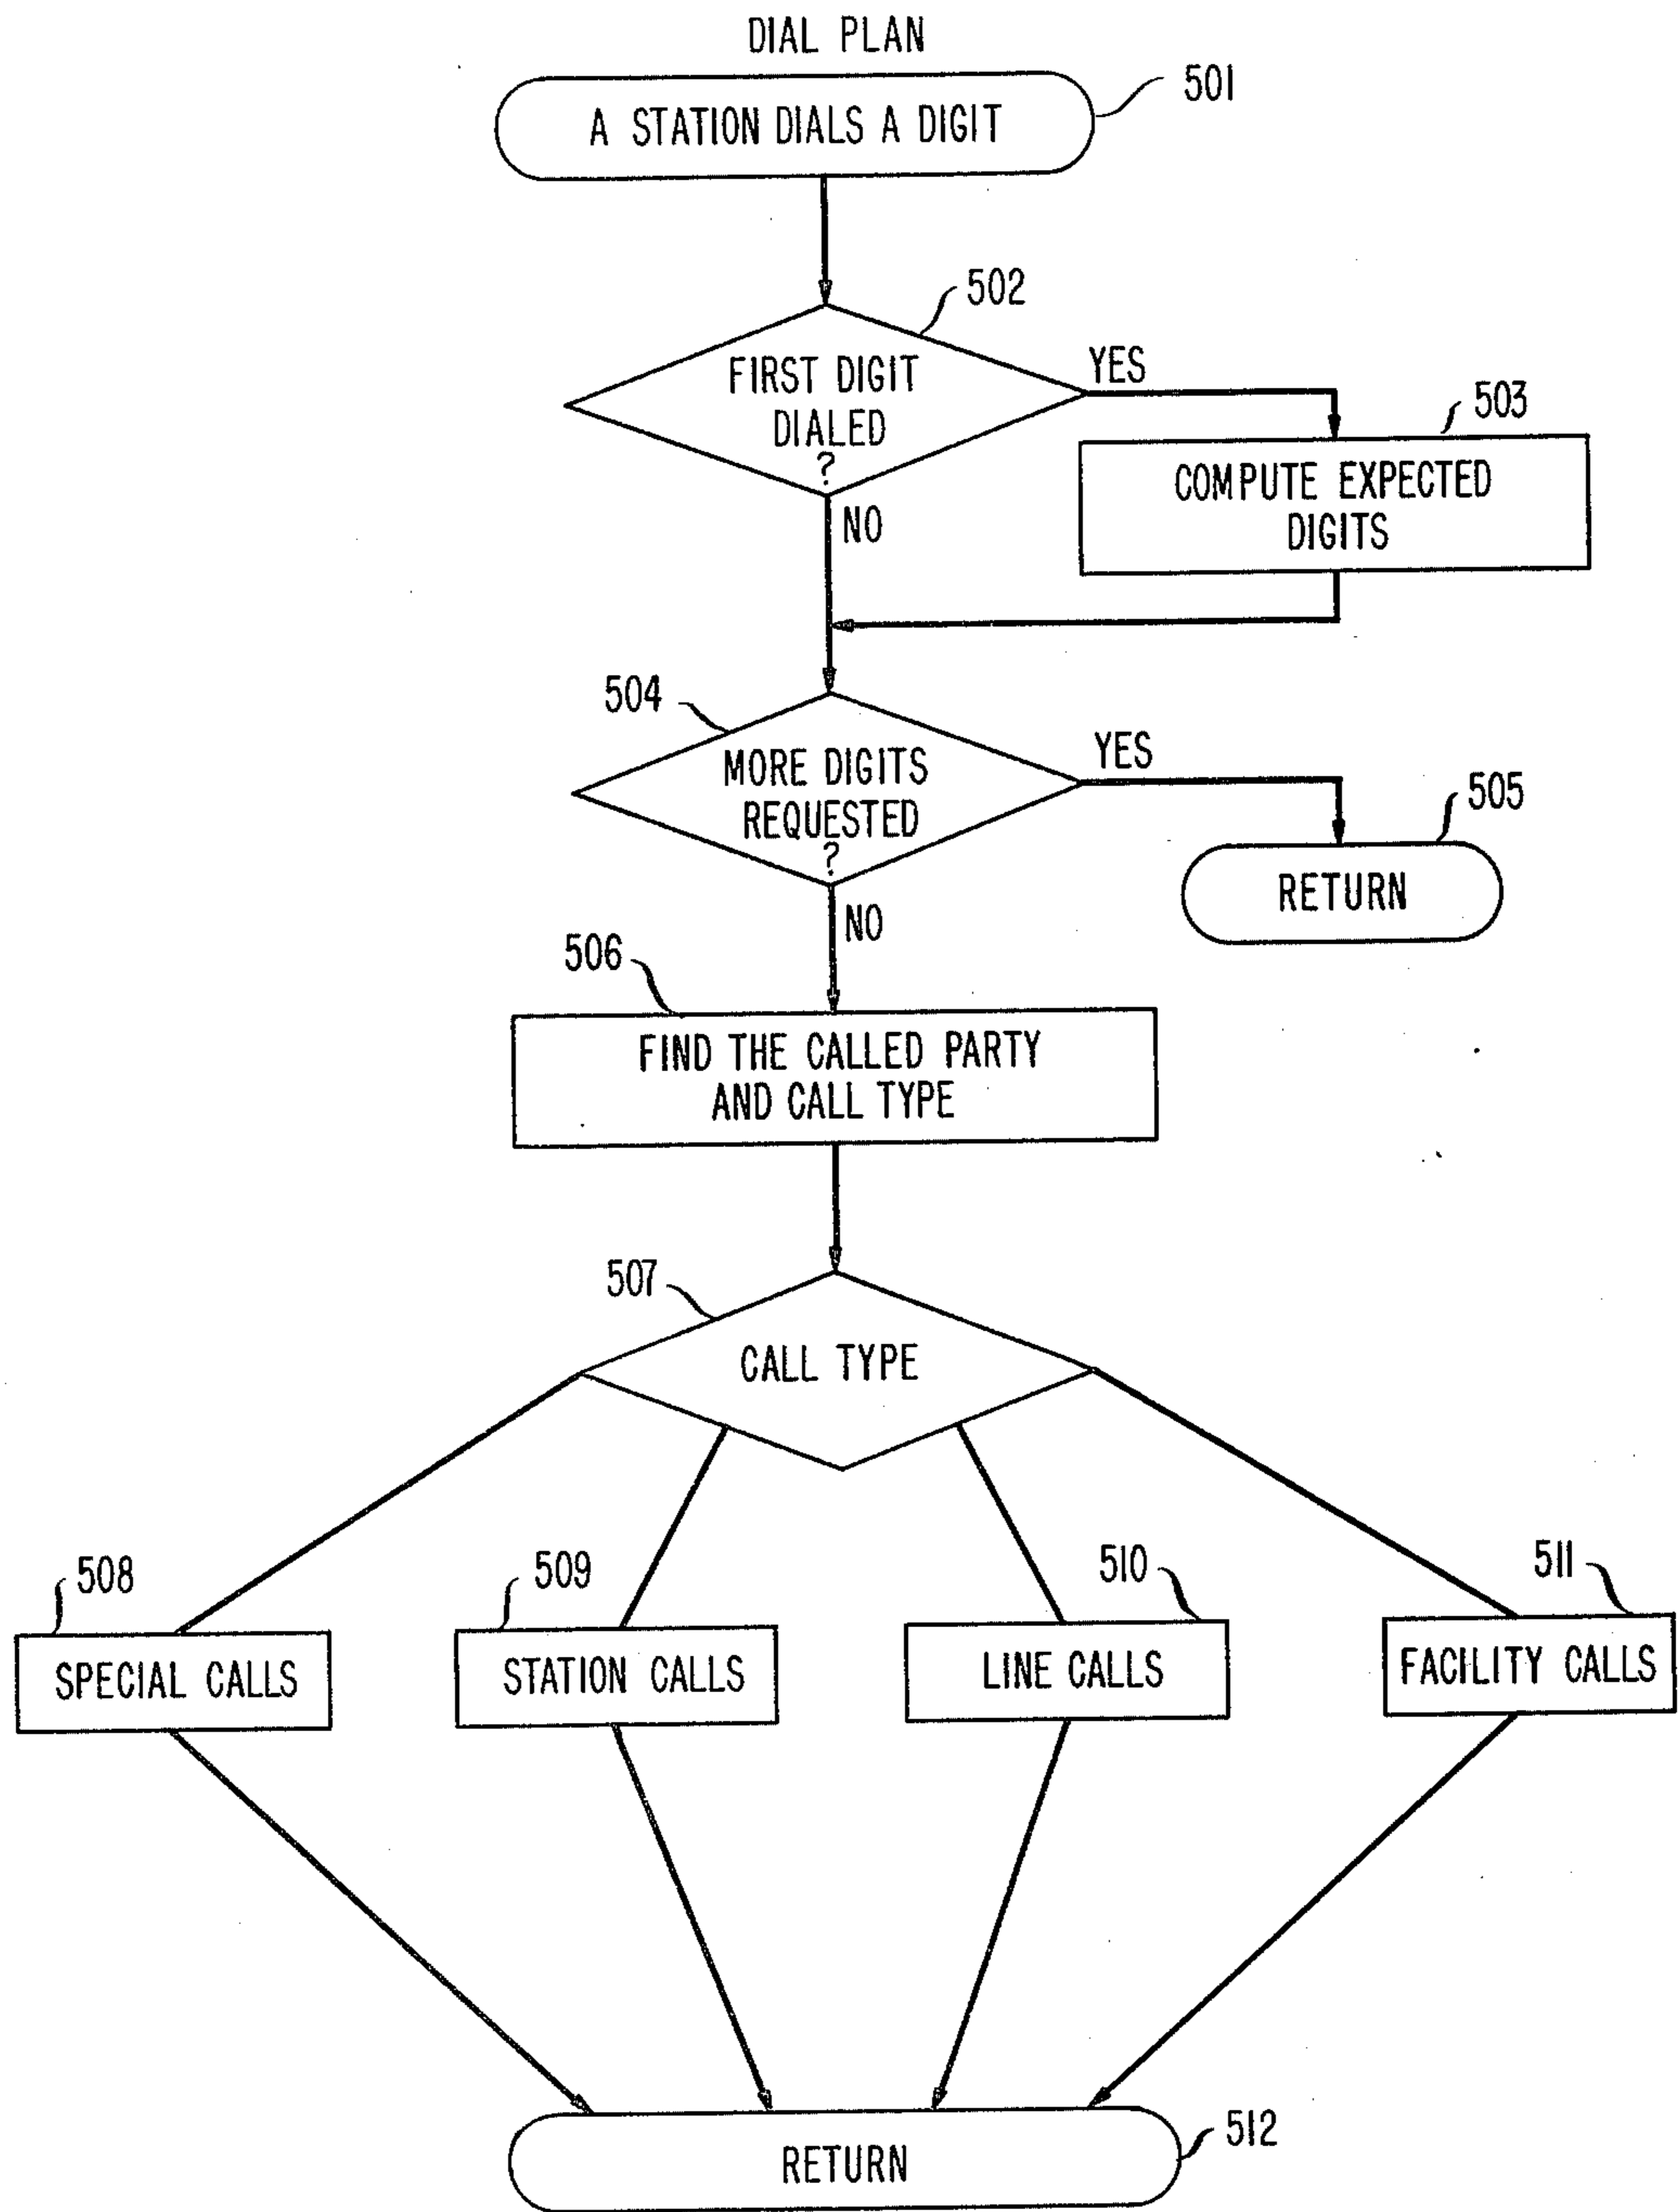 DIAL PLAN
A STATION DIALS A DIGIT
501
502
FIRST DIGIT
DIALED
?
YES
NO
503
COMPUTE EXPECTED
DIGITS
504
MORE DIGITS
REQUESTED
?
YES
NO
505
RETURN
506
FIND THE CALLED PARTY
AND CALL TYPE
507
CALL TYPE
508
SPECIAL CALLS
509
STATION CALLS
510
LINE CALLS
511
FACILITY CALLS
RETURN
512